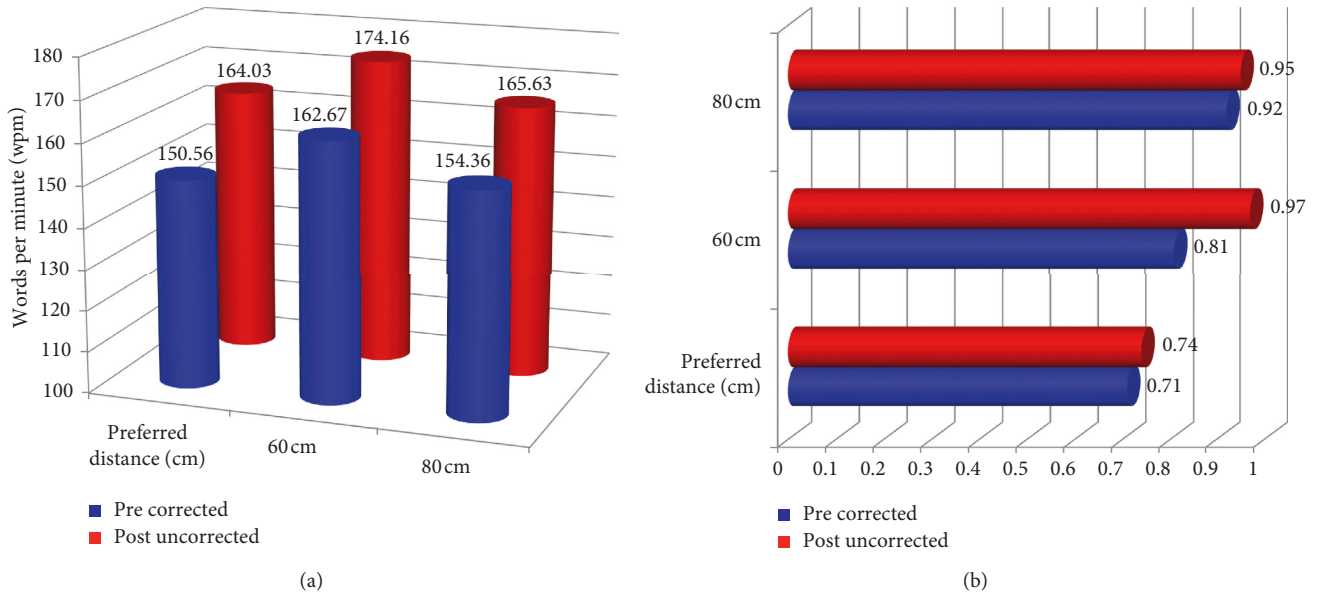 180
170
160
150
140
130
120
110
100
Words per minute (wpm)
150.56
164.03
162.67
174.16
154.36
165.63
Preferred
distance (cm)
60 cm
80 cm
Pre corrected
Post uncorrected
(a)
80 cm
60 cm
Preferred
distance (cm)
0.95
0.92
0.97
0.81
0.74
0.71
0 0.1 0.2 0.3 0.4 0.5 0.6 0.7 0.8 0.9 1
Pre corrected
Post uncorrected
(b)